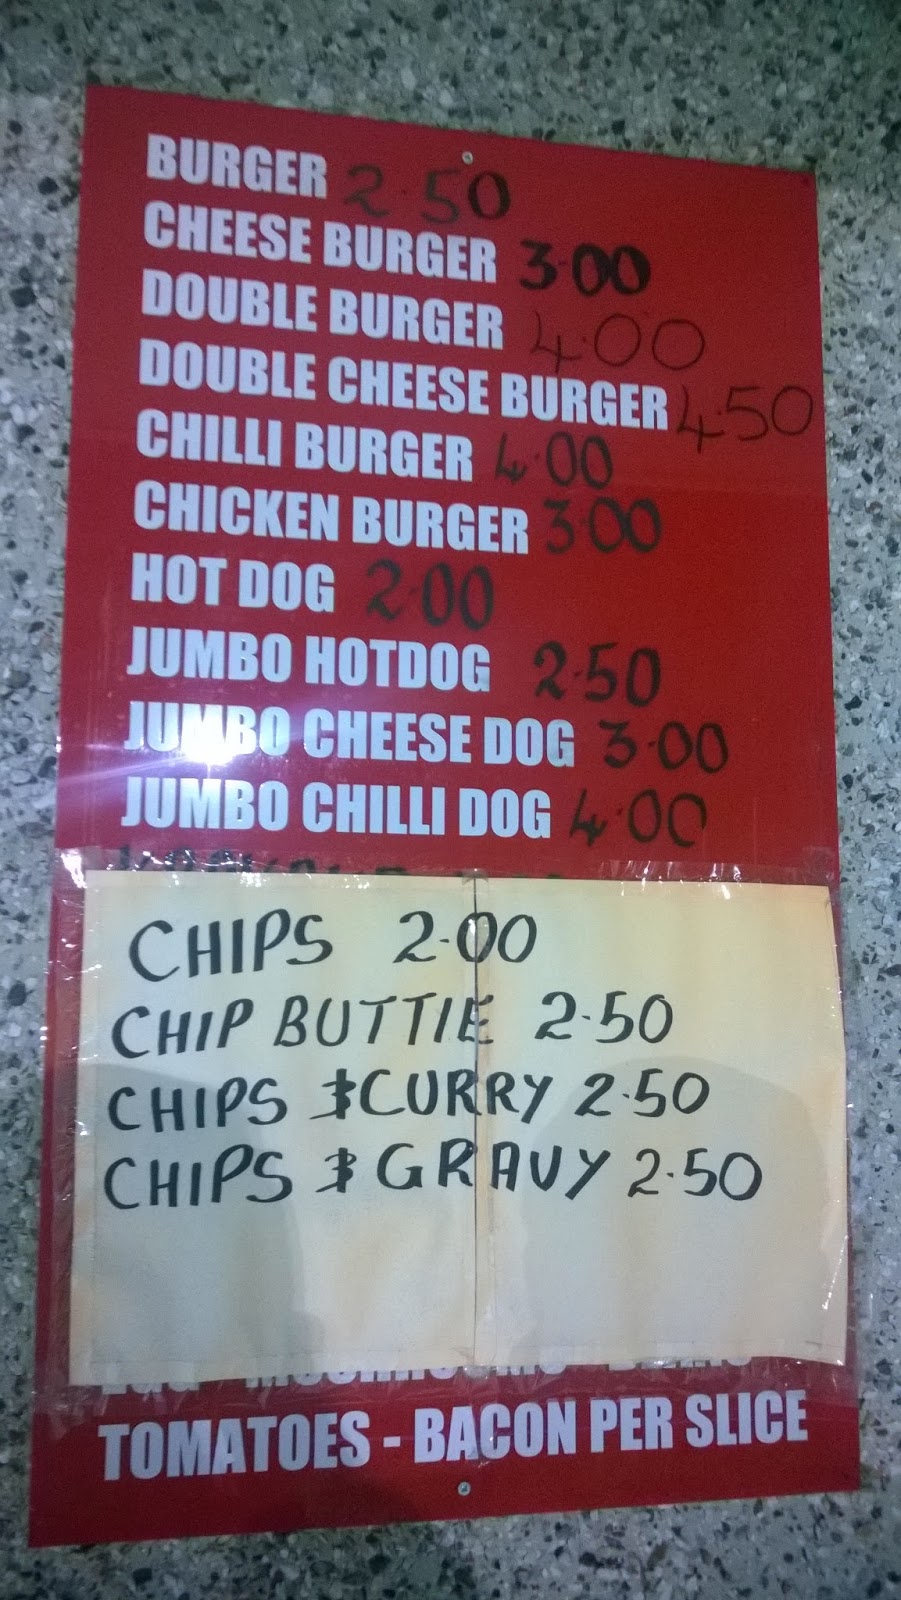 BURGER 2.50
CHEESE BURGER 3.00
DOUBLE BURGER 4.00
DOUBLE CHEESE BURGER 4.50
CHILLI BURGER 4.00
CHICKEN BURGER 3.00
HOT DOG 2.00
JUMBO HOTDOG 2.50
JUMBO CHEESE DOG 3.00
JUMBO CHILLI DOG 4.00
CHIPS 2.00
CHIP BUTTIE 2.50
CHIPS & CURRY 2.50
CHIPS & GRAVY 2.50
TOMATOES - BACON PER SLICE